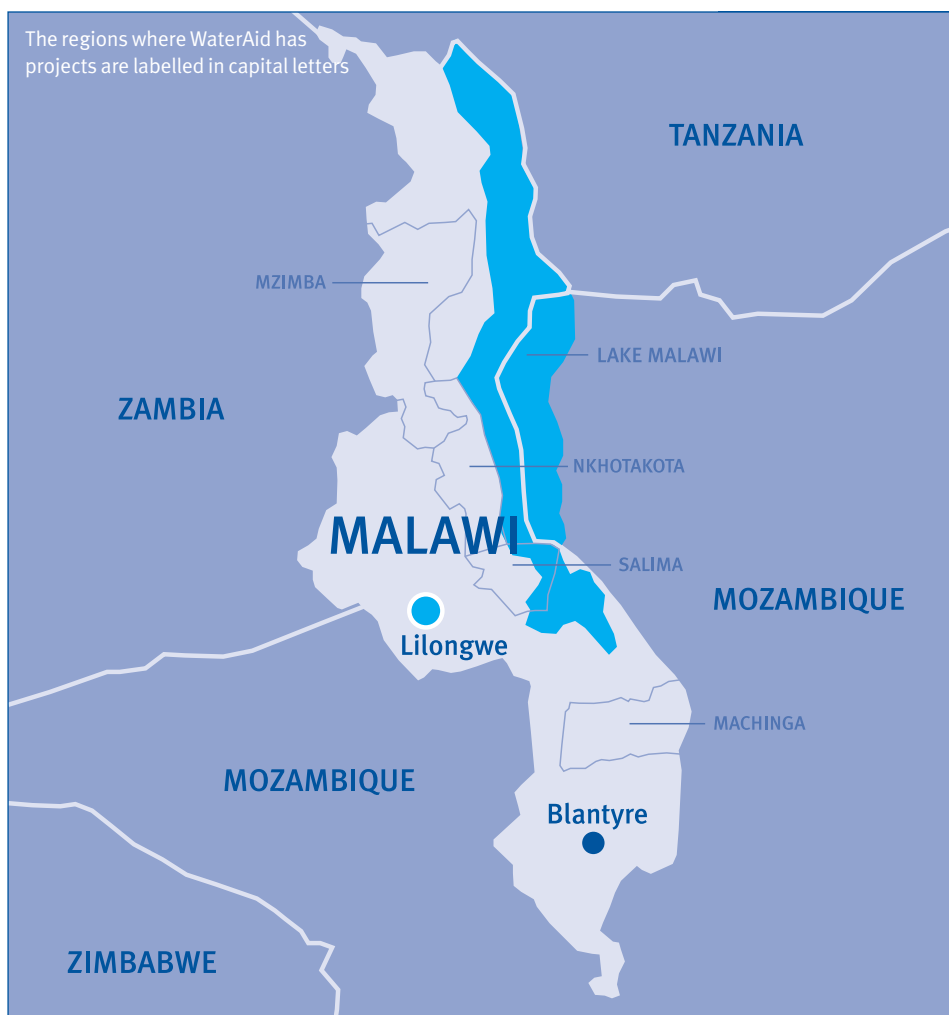 The regions where WaterAid has
projects are labelled in capital letters
TANZANIA
MZIMBA
LAKE MALAWI
ZAMBIA
NKHOTAKOTA
MALAWI
SALIMA
MOZAMBIQUE
Lilongwe
MACHINGA
MOZAMBIQUE
Blantyre
ZIMBABWE